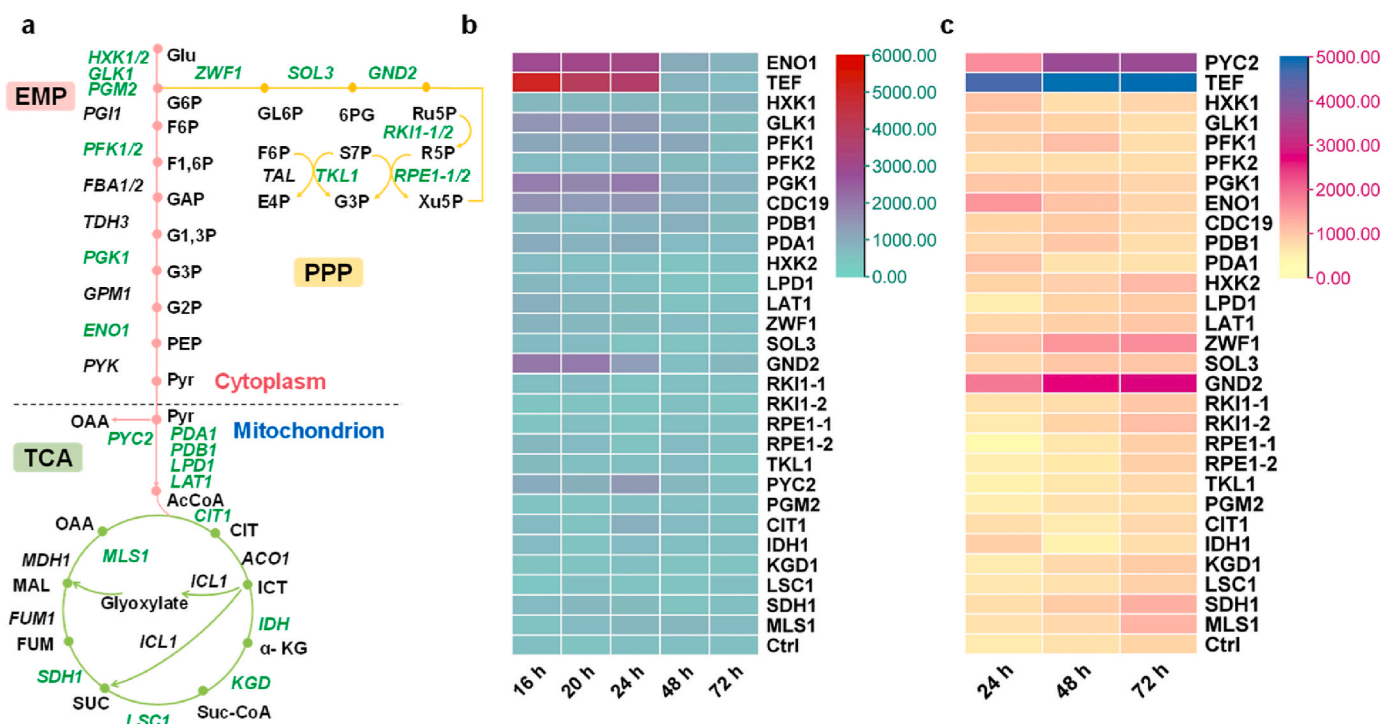 a
EMP
HXK1/2
GLK1
PGM2
PGI1
PFK1/2
FBA1/2
TDH3
PGK1
GPM1
ENO1
PYK
Glu
G6P
F6P
F1,6P
GAP
G1,3P
G3P
G2P
PEP
Pyr
Cytoplasm
ZWF1 SOL3 GND2
GL6P 6PG Ru5P
RKI1-1/2
F6P S7P R5P
TAL TKL1 RPE1-1/2
E4P G3P Xu5P
PPP
Pyr
OAA
PYC2
Mitochondrion
PDA1
PDB1
LPD1
LAT1
TCA
AcCoA
CIT1
OAA
CIT
MLS1
MDH1
ACO1
MAL
ICL1
ICT
Glyoxylate
FUM1
ICL1
IDH
FUM
α- KG
SDH1
KGD
SUC
Suc-CoA
LSC1
b
ENO1
TEF
HXK1
GLK1
PFK1
PFK2
PGK1
CDC19
PDB1
PDA1
HXK2
LPD1
LAT1
ZWF1
SOL3
GND2
RKI1-1
RKI1-2
RPE1-1
RPE1-2
TKL1
PYC2
PGM2
CIT1
IDH1
KGD1
LSC1
SDH1
MLS1
Ctrl
16 h 20 h 24 h 48 h 72 h
6000.00
5000.00
4000.00
3000.00
2000.00
1000.00
0.00
c
PYC2
TEF
HXK1
GLK1
PFK1
PFK2
PGK1
ENO1
CDC19
PDB1
PDA1
HXK2
LPD1
LAT1
ZWF1
SOL3
GND2
RKI1-1
RKI1-2
RPE1-1
RPE1-2
TKL1
PGM2
CIT1
IDH1
KGD1
LSC1
SDH1
MLS1
Ctrl
24 h 48 h 72 h
5000.00
4000.00
3000.00
2000.00
1000.00
0.00